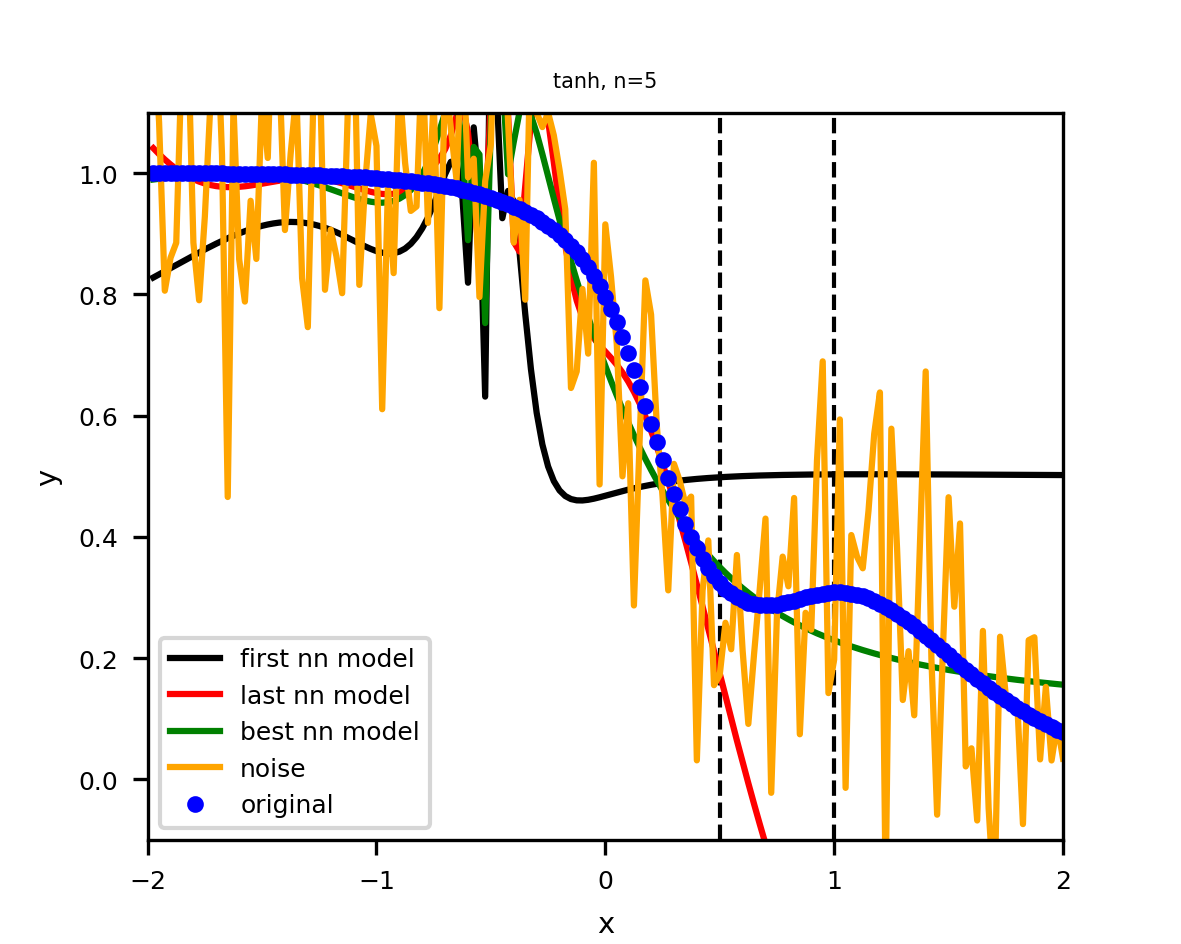 tanh, n=5
1.0
0.8
0.6
0.4
0.2
0.0
y
first nn model
last nn model
best nn model
noise
original
−2
−1
0
1
2
x